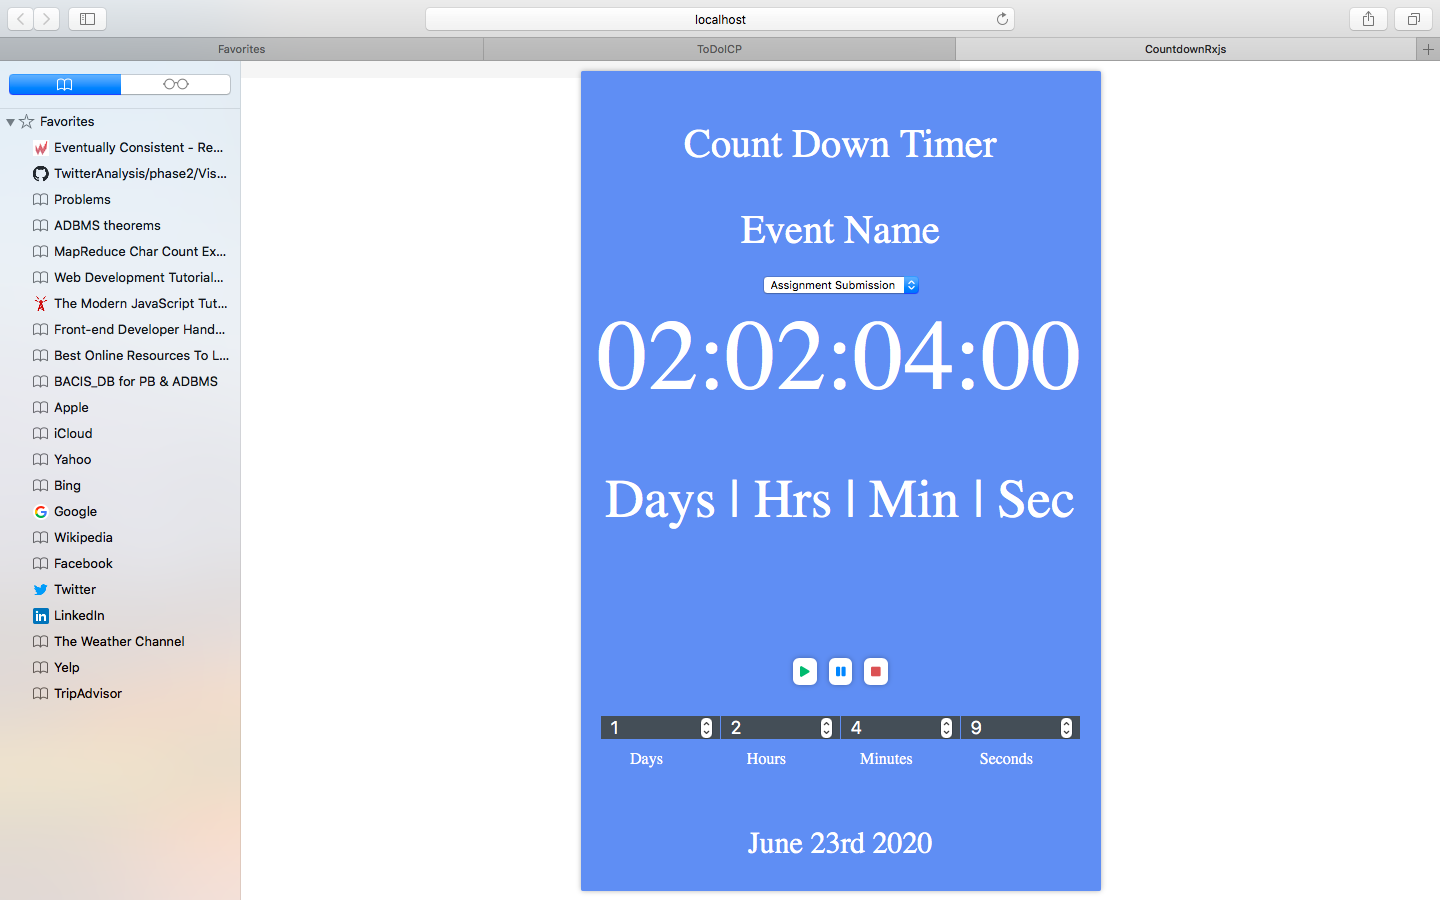 localhost
Favorites
ToDoICP
CountdownRxjs
Favorites
Eventually Consistent - Re...
TwitterAnalysis/phase2/Vis...
Problems
ADBMS theorems
MapReduce Char Count Ex...
Web Development Tutorial...
The Modern JavaScript Tut...
Front-end Developer Hand...
Best Online Resources To L...
BACIS_DB for PB & ADBMS
Apple
iCloud
Yahoo
Bing
Google
Wikipedia
Facebook
Twitter
LinkedIn
The Weather Channel
Yelp
TripAdvisor
Count Down Timer
Event Name
Assignment Submission
02:02:04:00
Days | Hrs | Min | Sec
1 2 4 9
Days Hours Minutes Seconds
June 23rd 2020